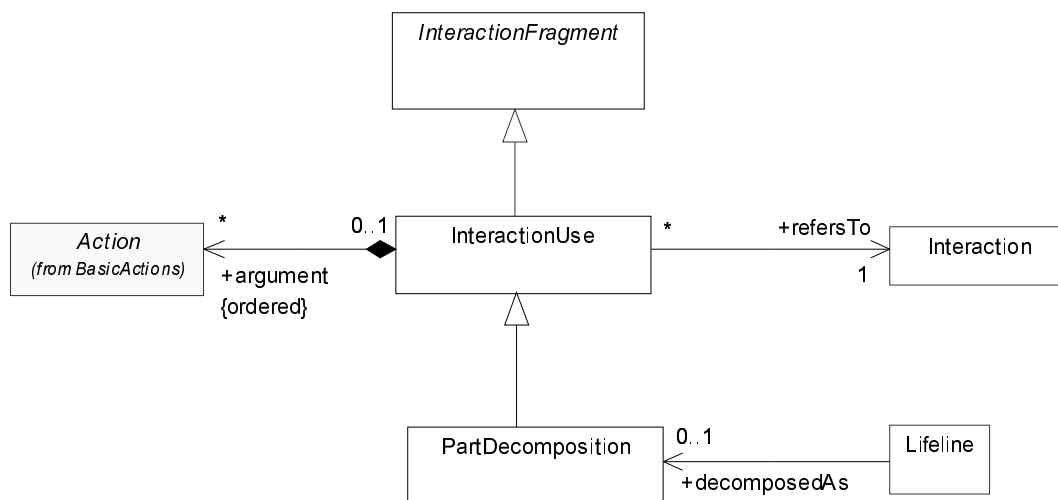 InteractionFragment
*
0..1
InteractionUse
*
+refersTo
Action
(from BasicActions)
Interaction
+argument
1
{ordered}
PartDecomposition
0..1
Lifeline
+decomposedAs